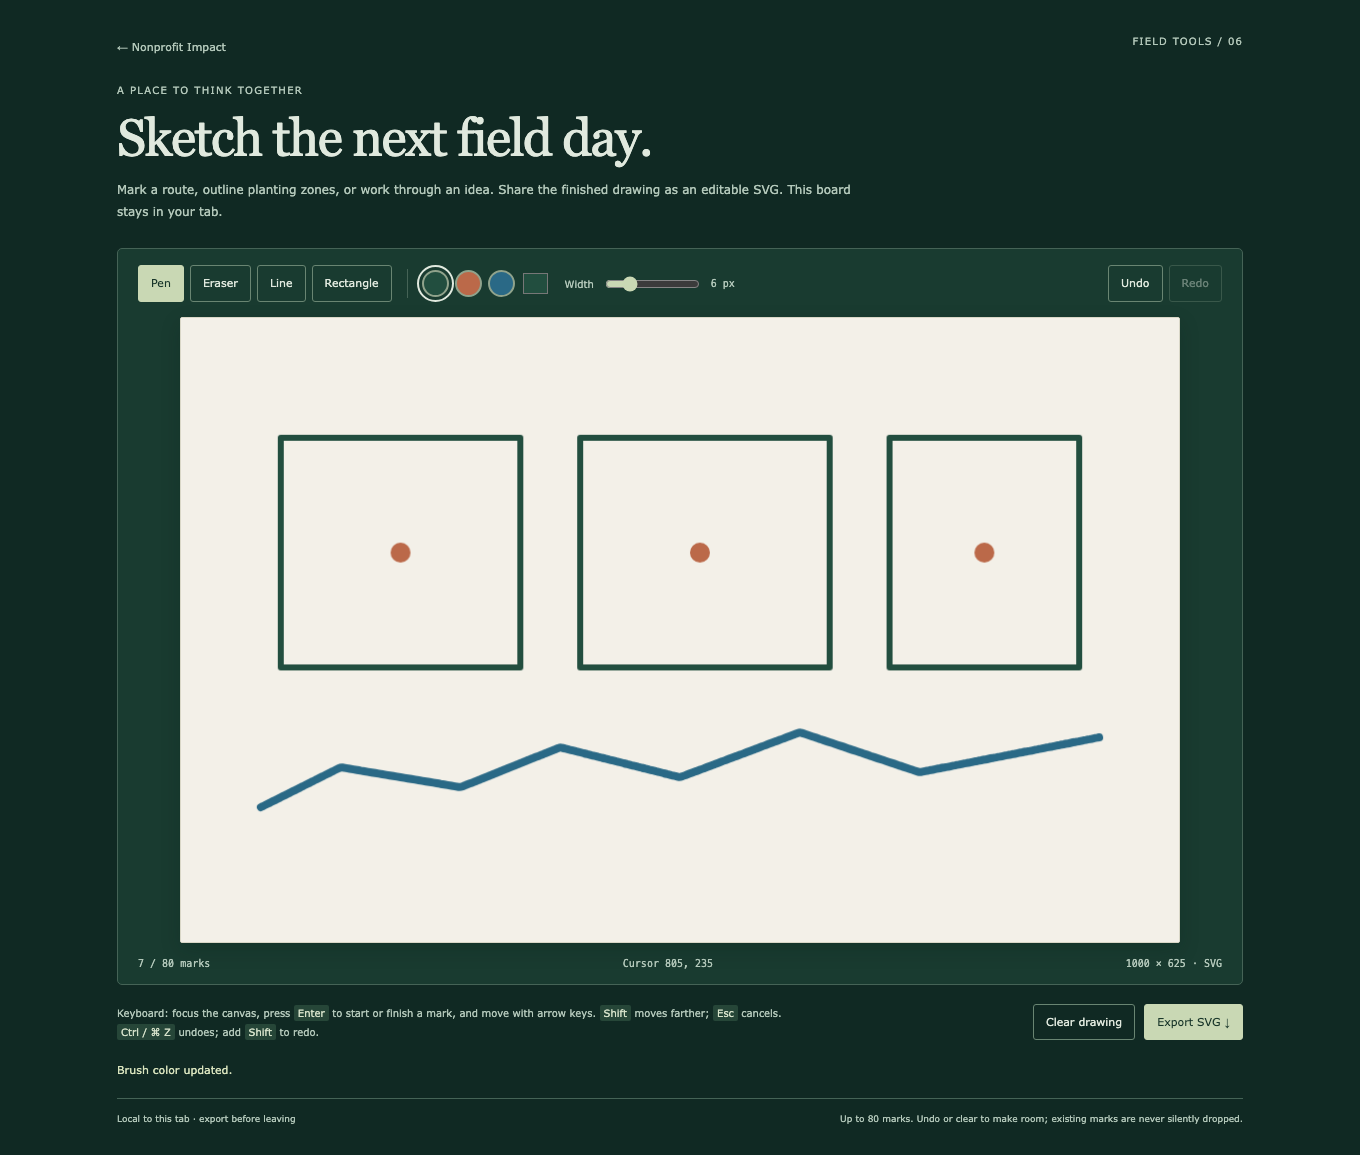 ← Nonprofit Impact
FIELD TOOLS / 06
A PLACE TO THINK TOGETHER
Sketch the next field day.
Mark a route, outline planting zones, or work through an idea. Share the finished drawing as an editable SVG. This board
stays in your tab.
Pen Eraser Line Rectangle Width 6 px Undo Redo
7 / 80 marks Cursor 805, 235 1000 × 625 · SVG
Keyboard: focus the canvas, press Enter to start or finish a mark, and move with arrow keys. Shift moves farther; Esc cancels.
Ctrl / ⌘ Z undoes; add Shift to redo.
Clear drawing Export SVG ↓
Brush color updated.
Local to this tab · export before leaving
Up to 80 marks. Undo or clear to make room; existing marks are never silently dropped.